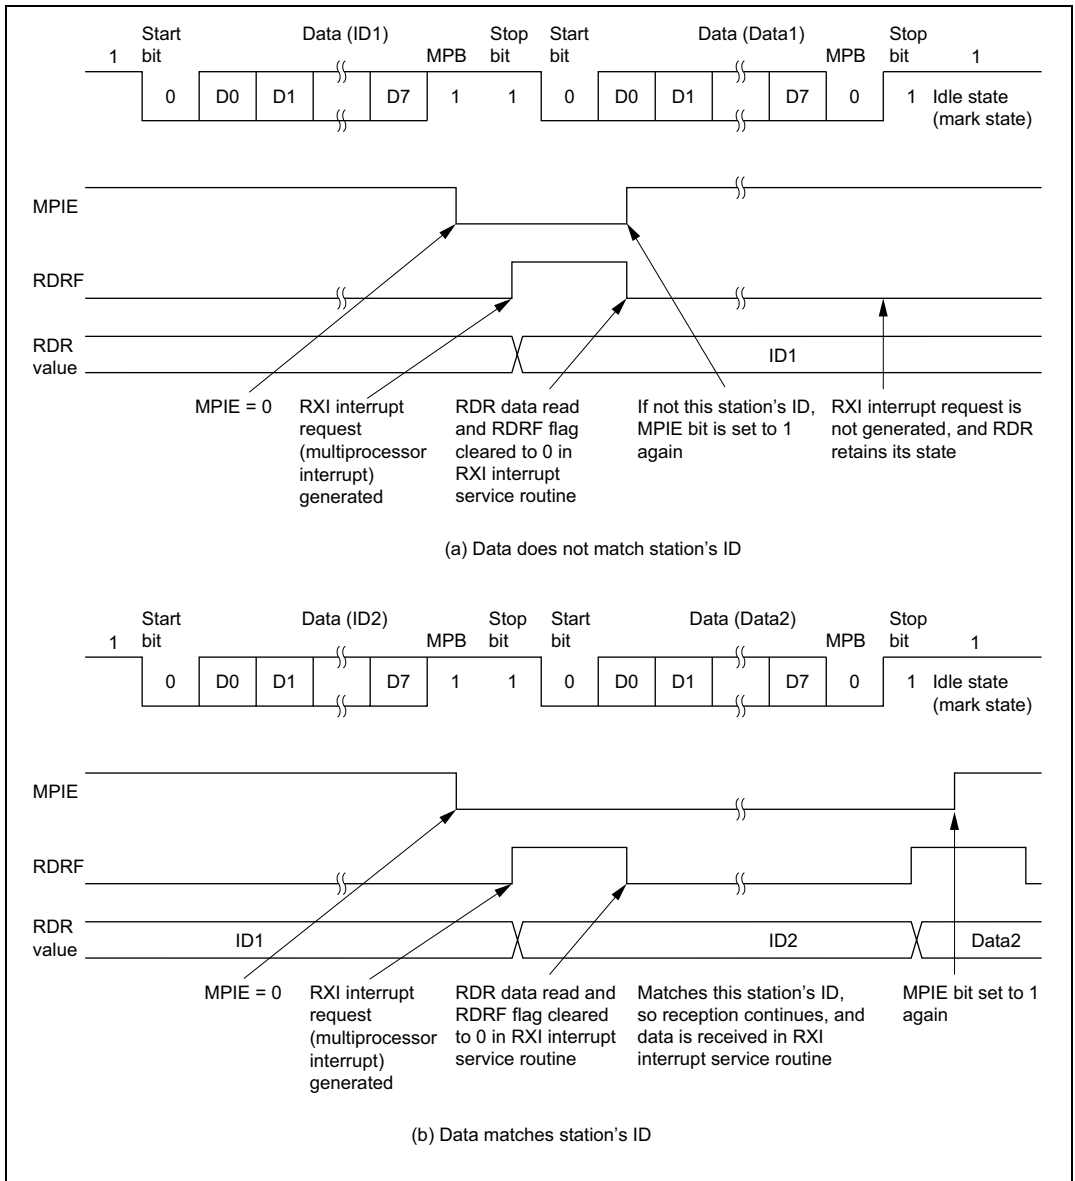 Start Data (ID1) Stop Start Data (Data1) Stop
1 bit MPB bit bit MPB bit 1
0 D0 D1 D7 1 1 0 D0 D1 D7 0 1 Idle state
(mark state)
MPIE
RDRF
RDR
value
ID1
MPIE = 0
RXI interrupt
request
(multiprocessor
interrupt)
generated
RDR data read
and RDRF flag
cleared to 0 in
RXI interrupt
service routine
If not this station's ID,
MPIE bit is set to 1
again
RXI interrupt request is
not generated, and RDR
retains its state
(a) Data does not match station's ID
Start Data (ID2) Stop Start Data (Data2) Stop
1 bit MPB bit bit MPB bit 1
0 D0 D1 D7 1 1 0 D0 D1 D7 0 1 Idle state
(mark state)
MPIE
RDRF
RDR
value
ID1 ID2 Data2
MPIE = 0
RXI interrupt
request
(multiprocessor
interrupt)
generated
RDR data read and
RDRF flag cleared
to 0 in RXI interrupt
service routine
Matches this station's ID,
so reception continues, and
data is received in RXI
interrupt service routine
MPIE bit set to 1
again
(b) Data matches station's ID